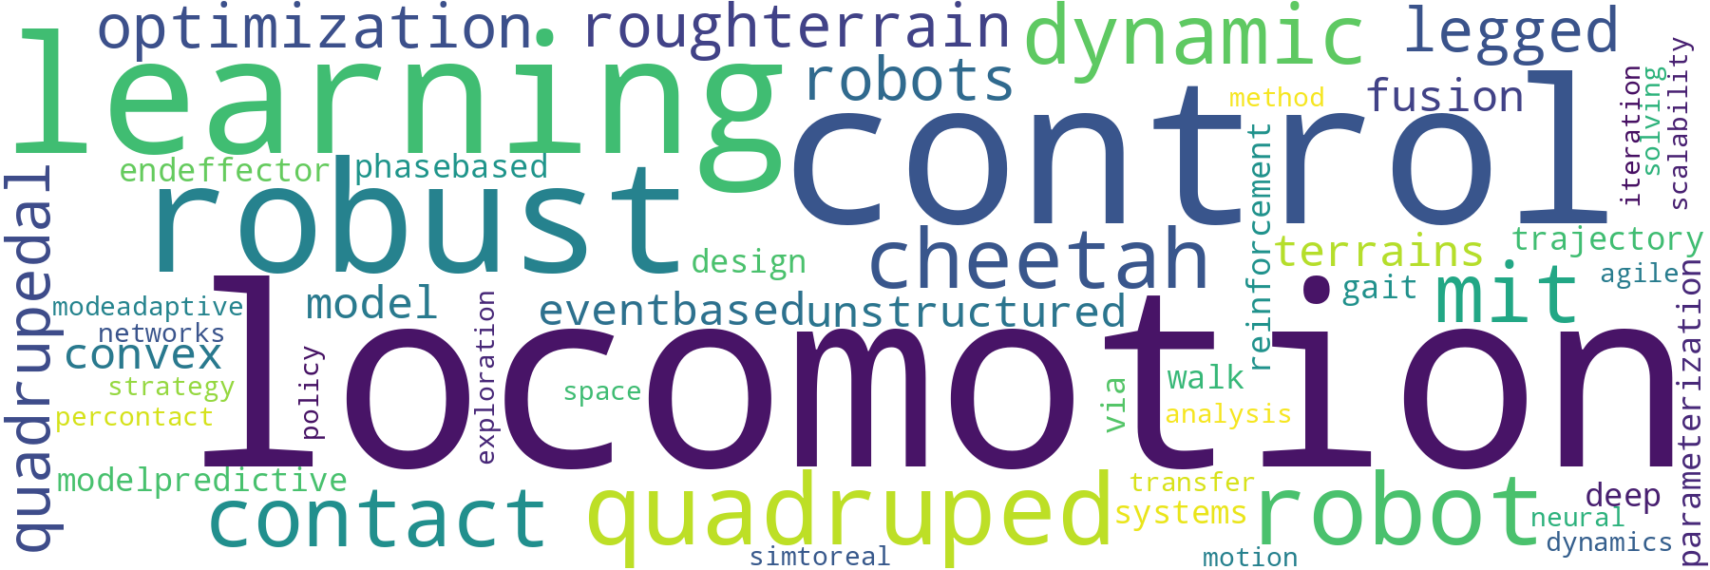 optimization
roughterrain
dynamic
legged
learning
robots
control
method
fusion
iteration
solving
scalability
endeffector
phasebased
quadrupedal
robust
cheetah
reinforcement
terrains
trajectory
design
modeadaptive
model
exploration
eventbased
unstructured
gait
mit
agile
networks
convex
locomotion
parameterization
strategy
policy
space
via
walk
percontact
analysis
modelpredictive
contact
quadruped
transfer
systems
robot
deep
neural
dynamics
simtoreal
motion